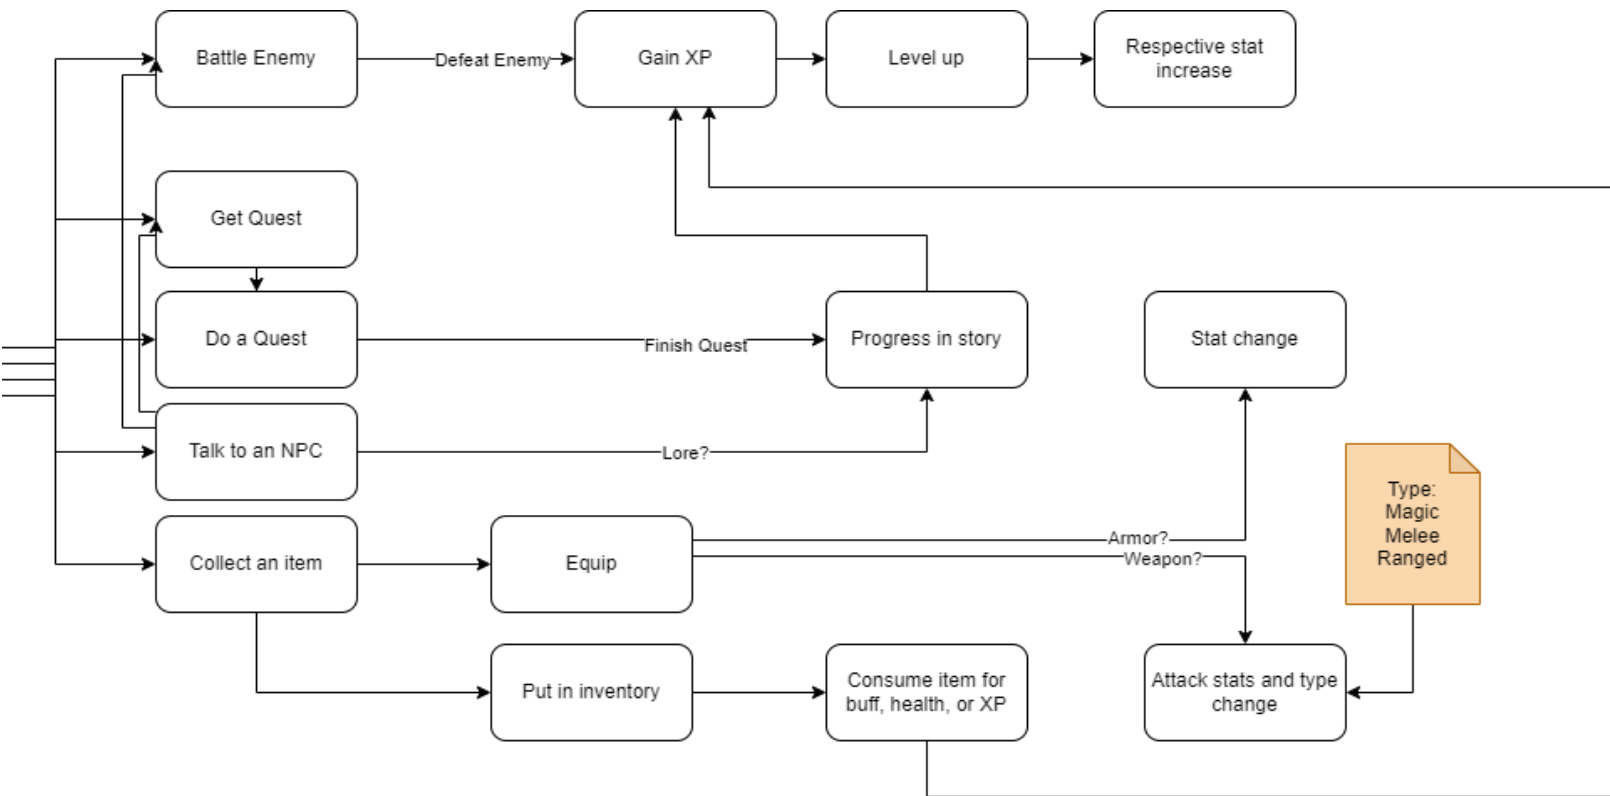 Battle Enemy
Defeat Enemy
Gain XP
Level up
Respective stat
increase
Get Quest
Do a Quest
Finish Quest
Progress in story
Stat change
Talk to an NPC
Lore?
Type:
Magic
Melee
Ranged
Collect an item
Equip
Armor?
Weapon?
Put in inventory
Consume item for
buff, health, or XP
Attack stats and type
change